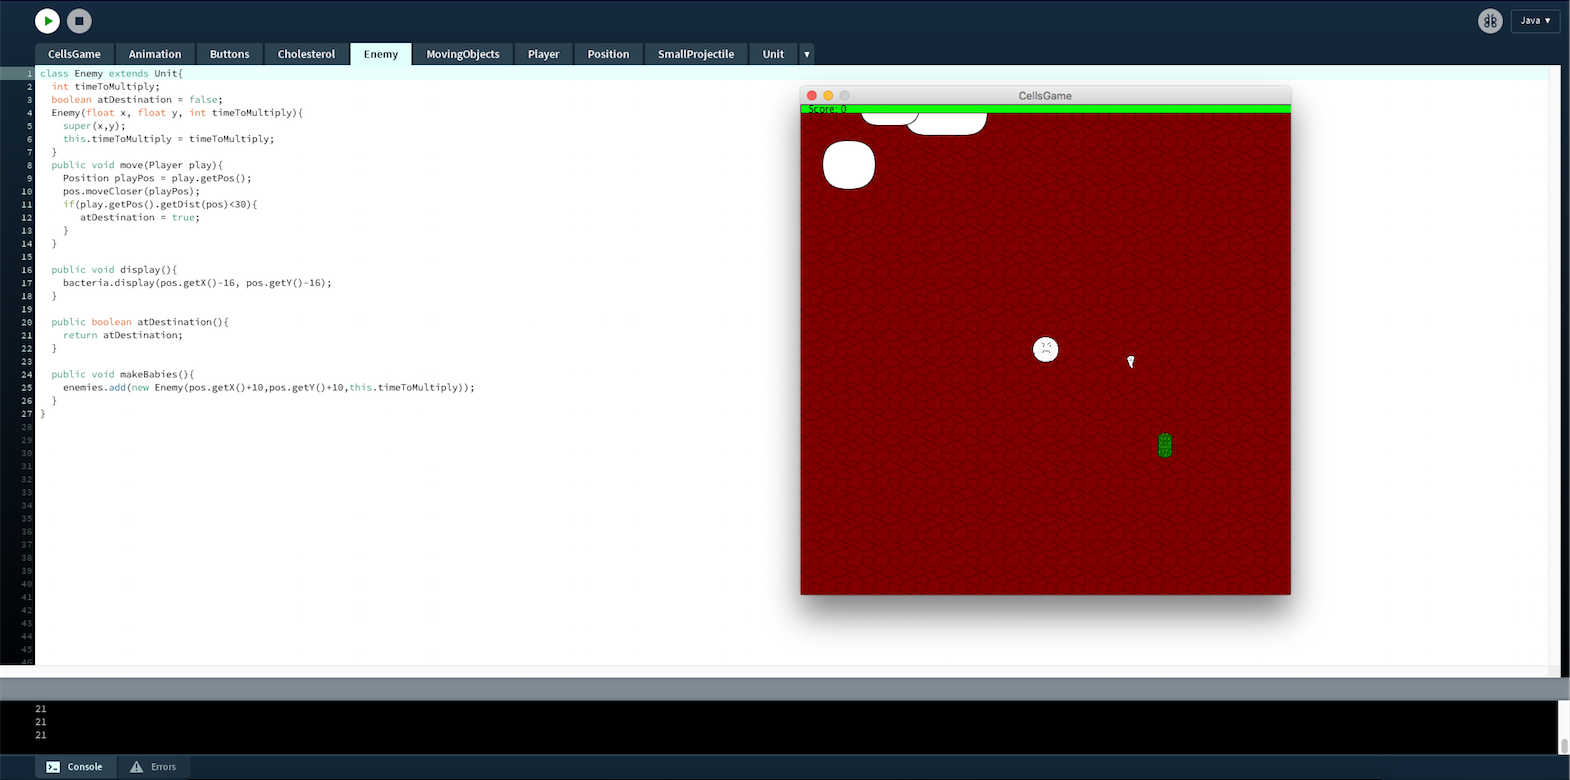 Java ▼
CellsGame Animation Buttons Cholesterol Enemy MovingObjects Player Position SmallProjectile Unit ▼
1 class Enemy extends Unit{
2 int timeToMultiply;
3 boolean atDestination = false;
4 Enemy(float x, float y, int timeToMultiply){
5 super(x,y);
6 this.timeToMultiply = timeToMultiply;
7 }
8 public void move(Player play){
9 Position playPos = play.getPos();
10 pos.moveCloser(playPos);
11 if(play.getPos().getDist(pos)<30){
12 atDestination = true;
13 }
14 }
15
16 public void display(){
17 bacteria.display(pos.getX()-16, pos.getY()-16);
18 }
19
20 public boolean atDestination(){
21 return atDestination;
22 }
23
24 public void makeBabies(){
25 enemies.add(new Enemy(pos.getX()+10,pos.getY()+10,this.timeToMultiply));
26 }
27 }
28
29
30
31
32
33
34
35
36
37
38
39
40
41
42
43
44
45
46
CellsGame
Score: 0
21
21
21
Console Errors